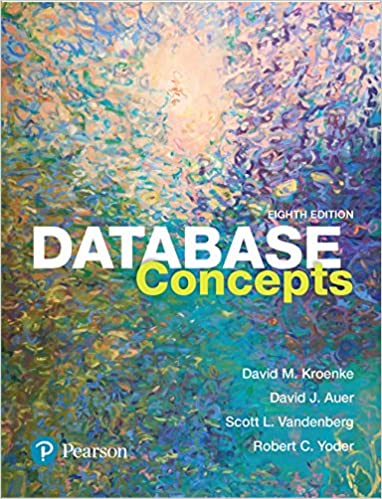 EIGHTH EDITION
DATABASE
Concepts
David M. Kroenke
David J. Auer
Scott L. Vandenberg
Robert C. Yoder
P Pearson